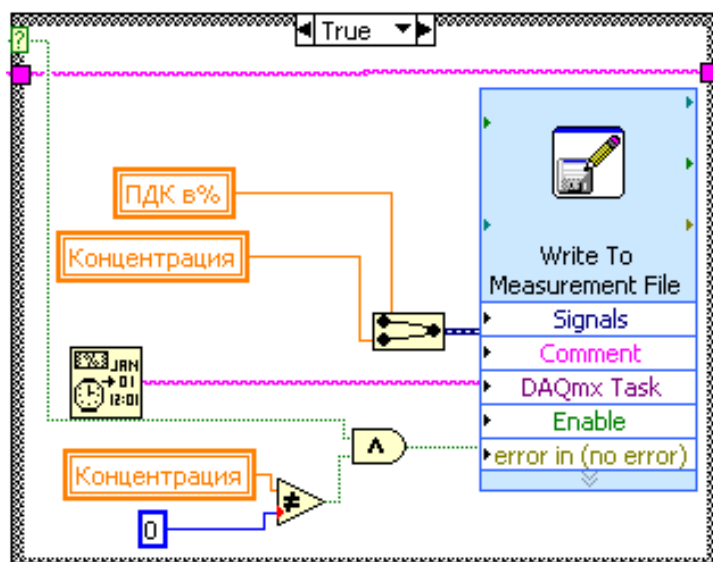 ?
True
ПДК в%
Концентрация
Write To
Measurement File
Signals
Comment
DAQmx Task
Enable
error in (no error)
JAN
01
12:01
Концентрация
0